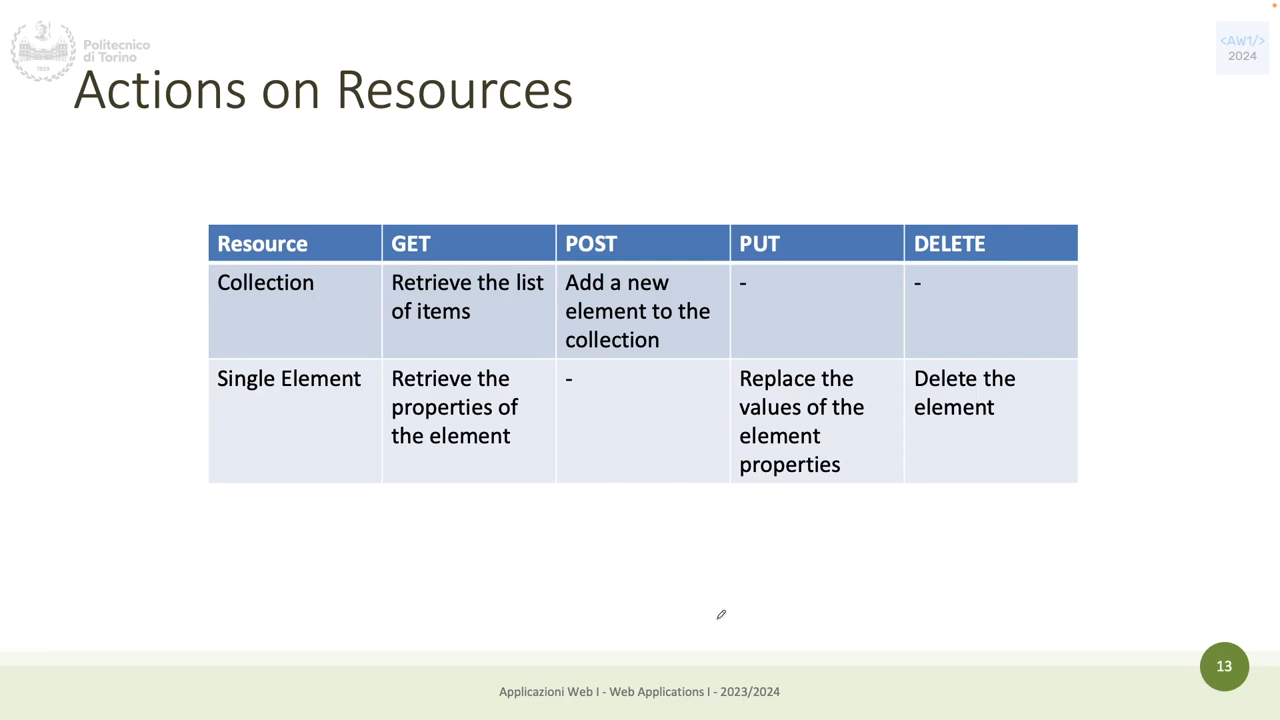 Politecnico
di Torino
1859
<AW1/>
2024
Actions on Resources
Resource GET POST PUT DELETE
Collection Retrieve the list Add a new - -
of items element to the
collection
Single Element Retrieve the - Replace the Delete the
properties of values of the element
the element element
properties
13
Applicazioni Web I - Web Applications I - 2023/2024